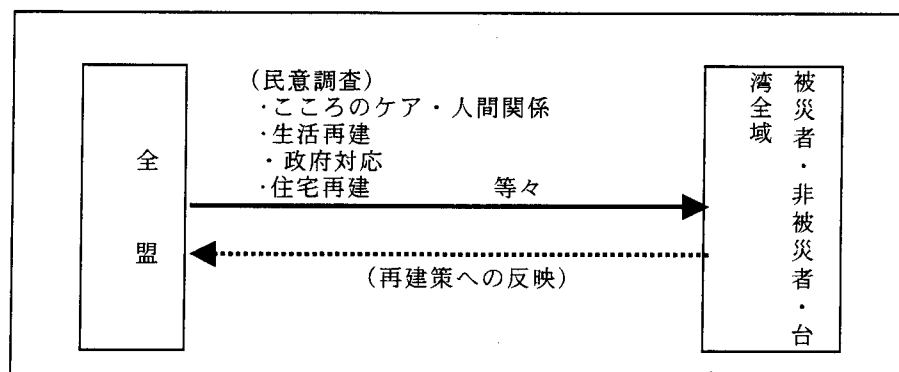 全盟
(民意調査)
・こころのケア・人間関係
・生活再建
・政府対応
・住宅再建　　　等々
(再建策への反映)
被災者・非被災者・台
湾全域